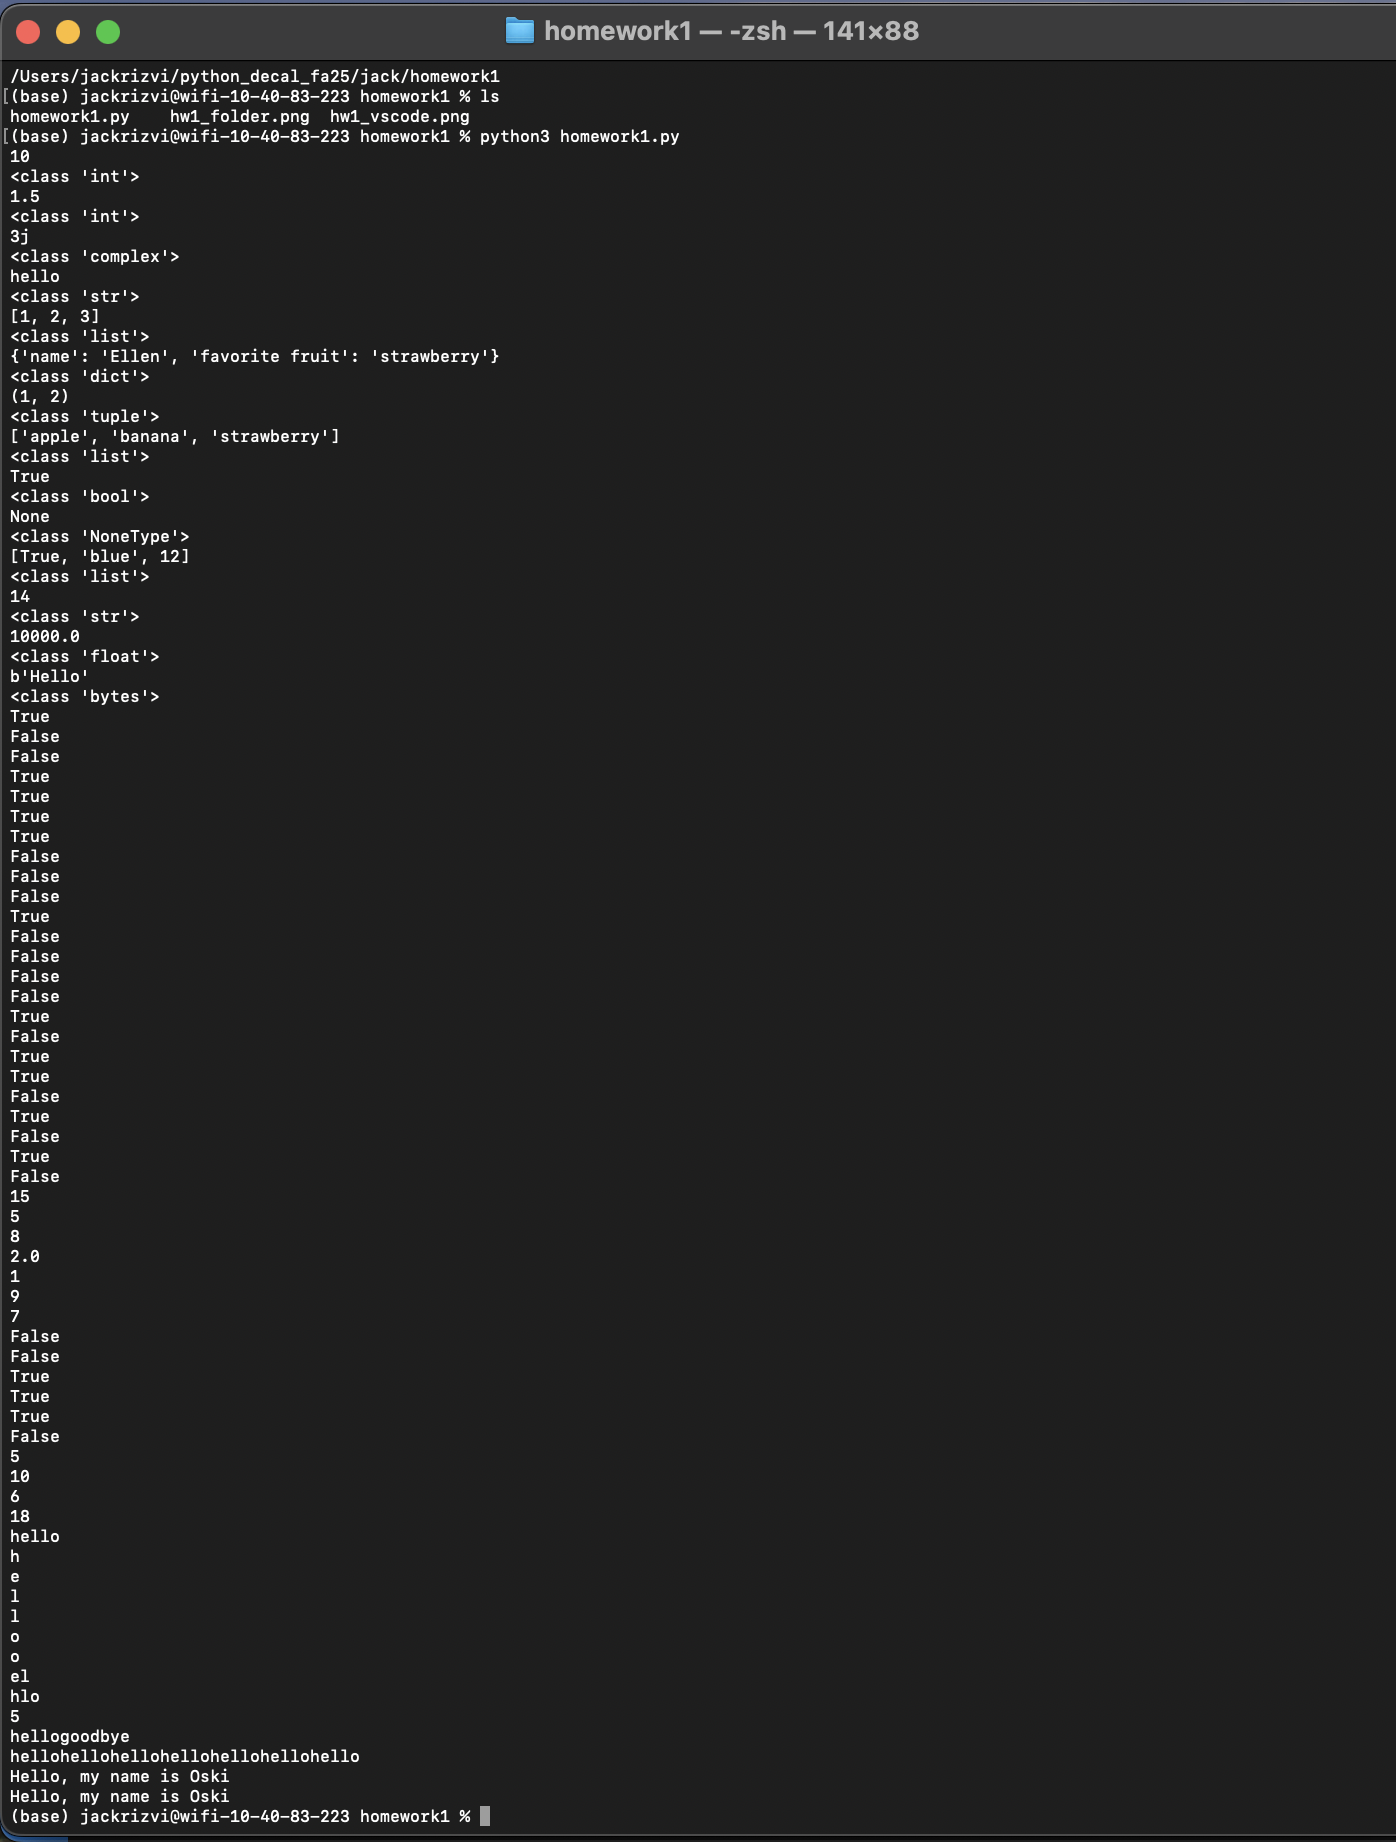 homework1 — -zsh — 141×88
/Users/jackrizvi/python_decal_fa25/jack/homework1
[(base) jackrizvi@wifi-10-40-83-223 homework1 % ls
homework1.py    hw1_folder.png  hw1_vscode.png
[(base) jackrizvi@wifi-10-40-83-223 homework1 % python3 homework1.py
10
<class 'int'>
1.5
<class 'int'>
3j
<class 'complex'>
hello
<class 'str'>
[1, 2, 3]
<class 'list'>
{'name': 'Ellen', 'favorite fruit': 'strawberry'}
<class 'dict'>
(1, 2)
<class 'tuple'>
['apple', 'banana', 'strawberry']
<class 'list'>
True
<class 'bool'>
None
<class 'NoneType'>
[True, 'blue', 12]
<class 'list'>
14
<class 'str'>
10000.0
<class 'float'>
b'Hello'
<class 'bytes'>
True
False
False
True
True
True
True
False
False
False
True
False
False
False
False
True
False
True
True
False
True
False
True
False
15
5
8
2.0
1
9
7
False
False
True
True
True
False
5
10
6
18
hello
h
e
l
l
o
o
el
hlo
5
hellogoodbye
hellohellohellohellohellohellohello
Hello, my name is Oski
Hello, my name is Oski
(base) jackrizvi@wifi-10-40-83-223 homework1 %